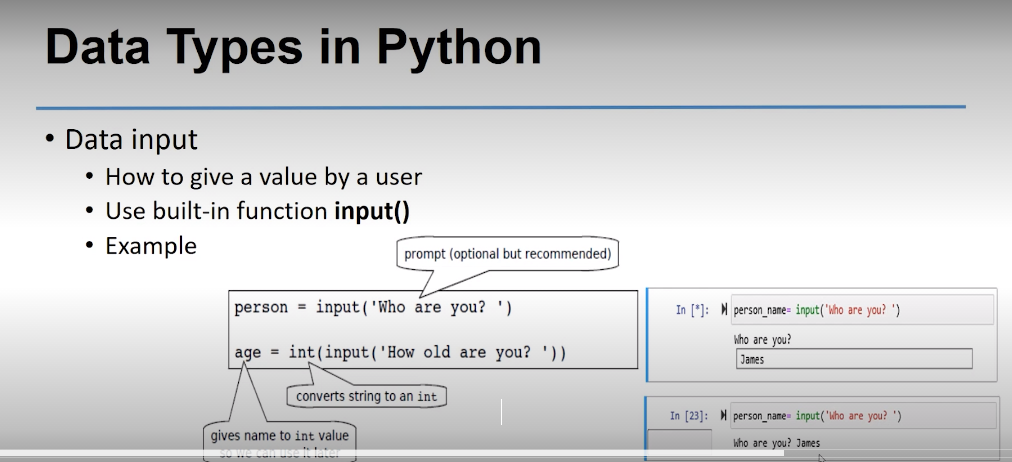 Data Types in Python
• Data input
• How to give a value by a user
• Use built-in function input()
• Example
prompt (optional but recommended)
person = input('Who are you? ')
age = int(input('How old are you? '))
converts string to an int
gives name to int value
so we can use it later
In [*]: person_name= input('Who are you? ')
Who are you?
James
In [23]: person_name= input('Who are you? ')
Who are you? James